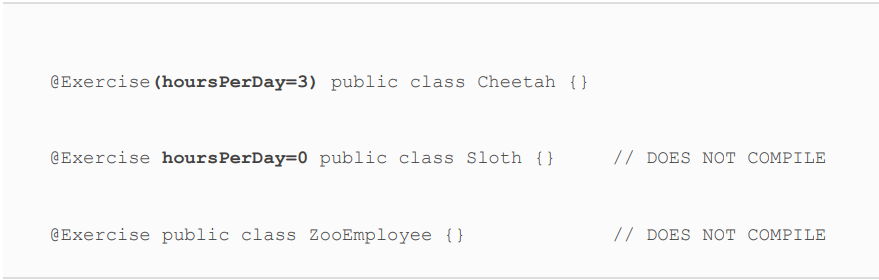 @Exercise(hoursPerDay=3) public class Cheetah {}
@Exercise hoursPerDay=0 public class Sloth {} // DOES NOT COMPILE
@Exercise public class ZooEmployee {} // DOES NOT COMPILE